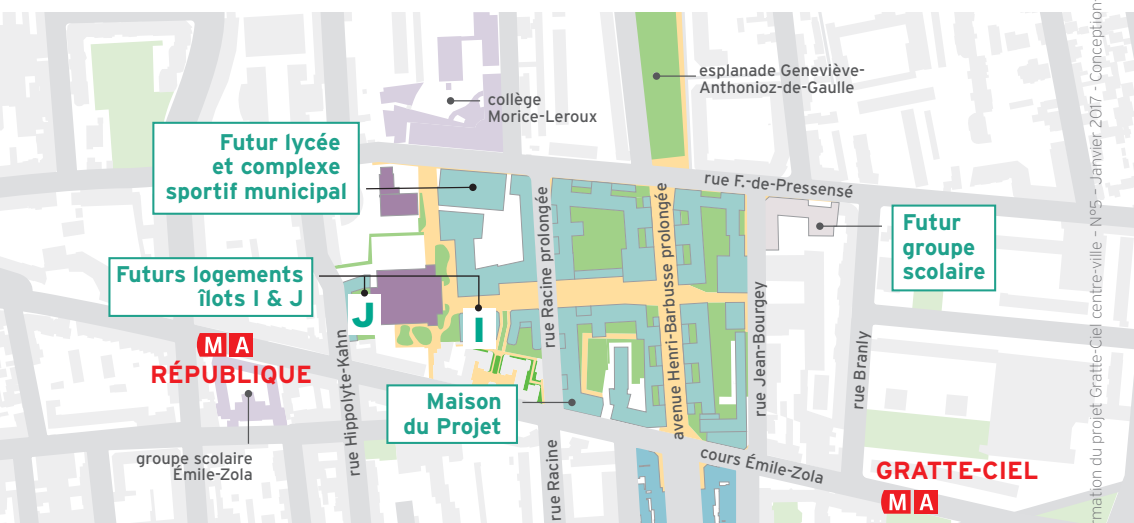 esplanade Geneviève-
Anthonioz-de-Gaulle
collège
Morice-Leroux
Futur lycée
et complexe
sportif municipal
rue F.-de-Pressensé
Futur
groupe
scolaire
Futurs logements
îlots I & J
J
I
rue Racine prolongée
avenue Henri-Barbusse prolongée
rue Jean-Bourgey
rue Branly
rue Hippolyte-Kahn
M A
RÉPUBLIQUE
Maison
du Projet
groupe scolaire
Émile-Zola
rue Racine
cours Émile-Zola
GRATTE-CIEL
M A
du projet Gratte-Ciel centre-ville - N°5 - Janvier 2017 - Conception